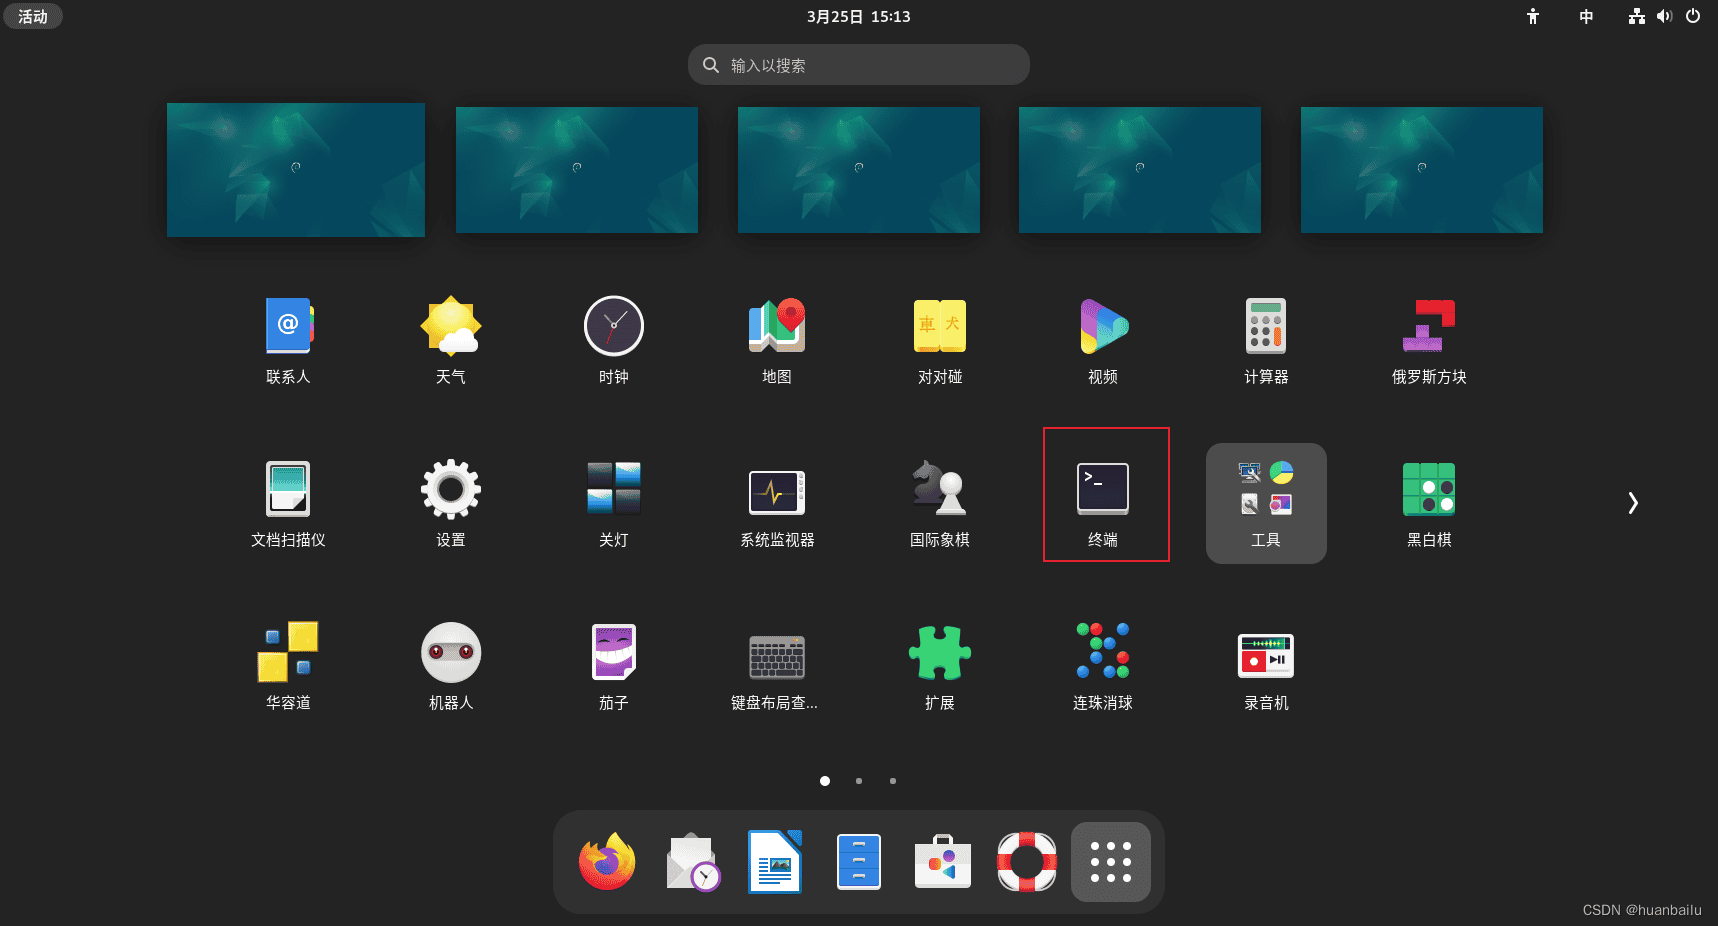 活动
3月25日 15:13
中
输入以搜索
@
車 犬
联系人 天气 时钟 地图 对对碰 视频 计算器 俄罗斯方块
>_
文档扫描仪 设置 关灯 系统监视器 国际象棋 终端 工具 黑白棋
华容道 机器人 茄子 键盘布局查... 扩展 连珠消球 录音机
CSDN @huanbailu